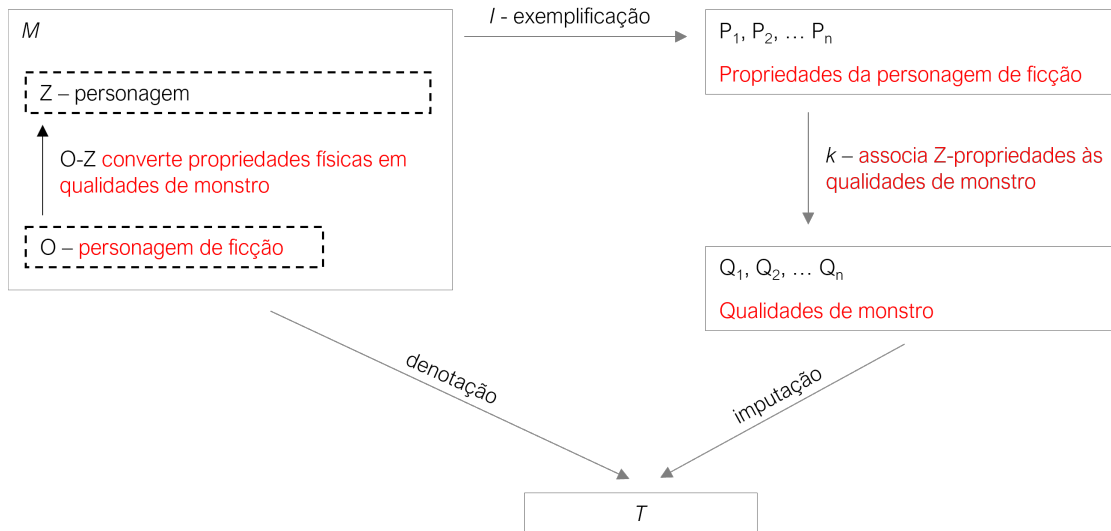 M
Z – personagem
O-Z converte propriedades físicas em
qualidades de monstro
O – personagem de ficção
I - exemplificação
P1, P2, … Pn
Propriedades da personagem de ficção
k – associa Z-propriedades às
qualidades de monstro
Q1, Q2, … Qn
Qualidades de monstro
denotação
imputação
T